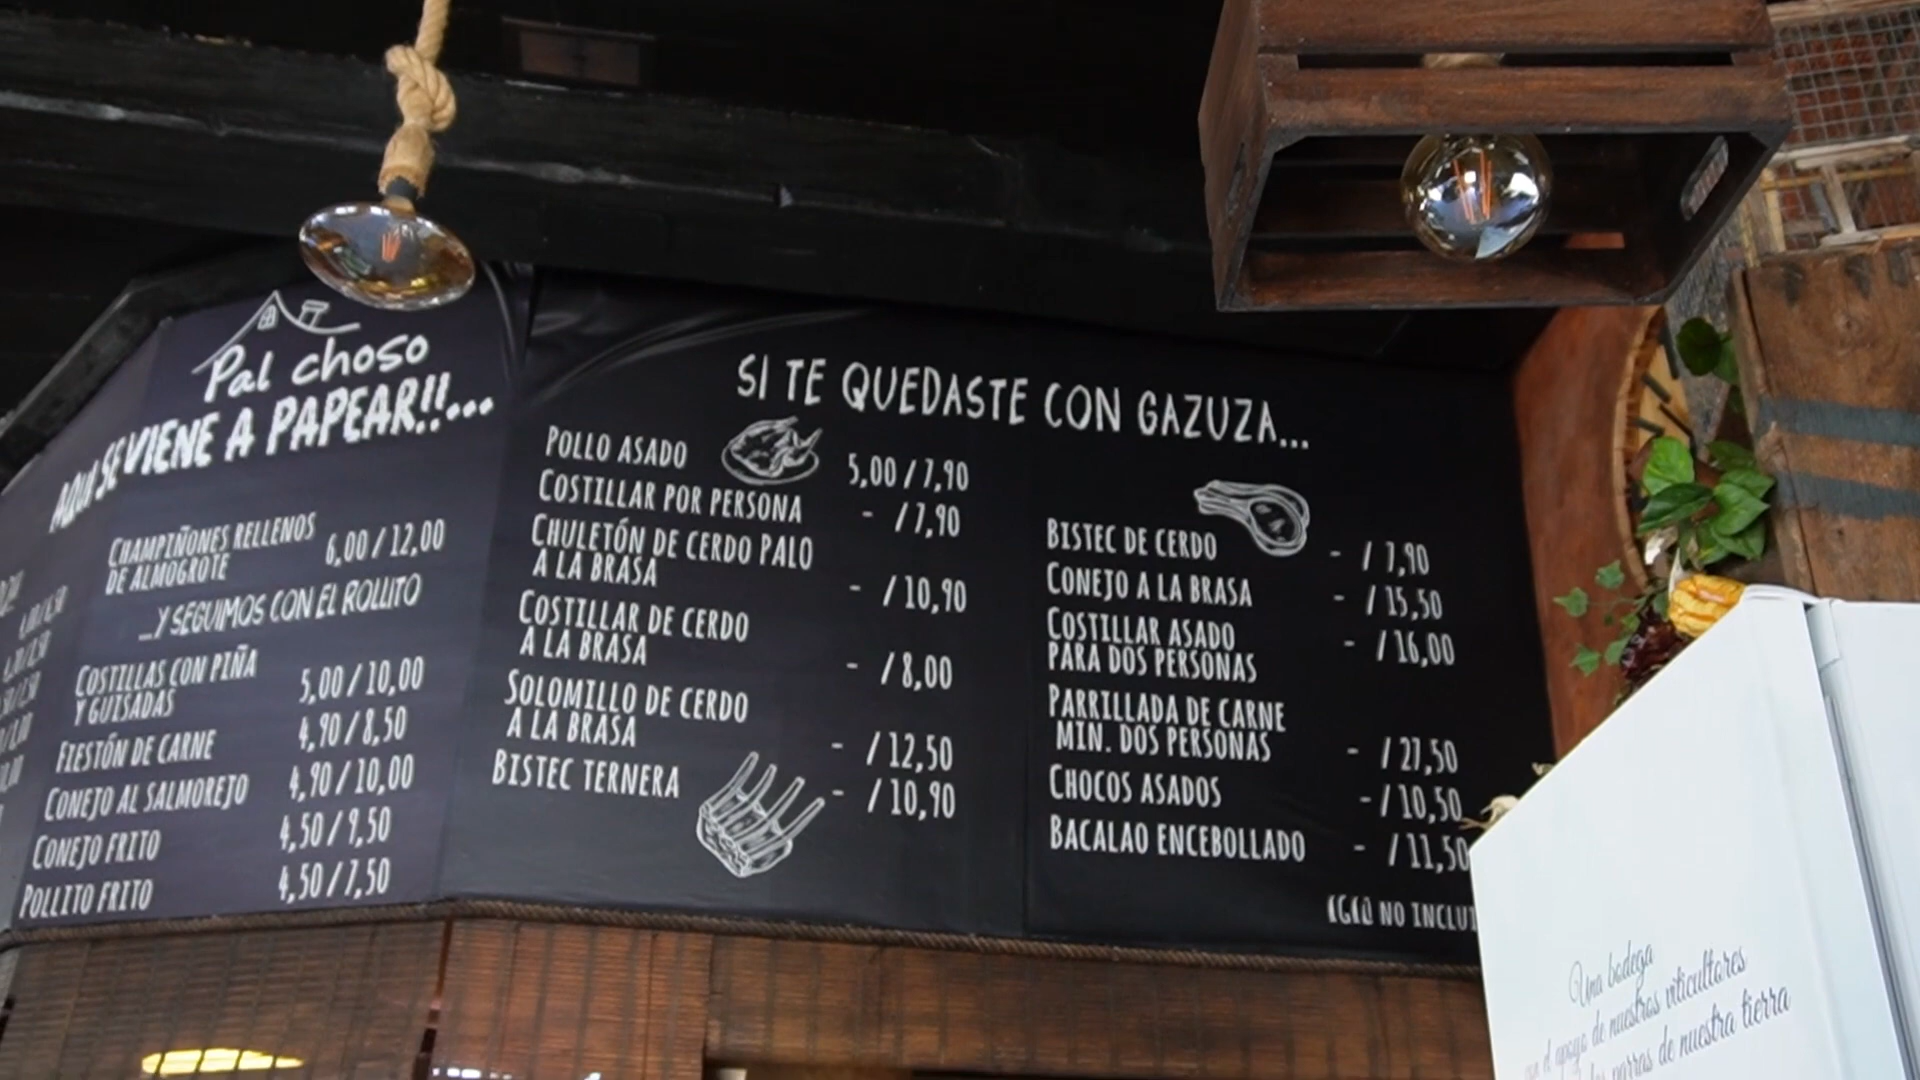 Pal choso
AQUI SE VIENE A PAPEAR!!...
CHAMPIÑONES RELLENOS
DE ALMOGROTE 6,00 / 12,00
...Y SEGUIMOS CON EL ROLLITO
COSTILLAS CON PIÑA
Y GUISADAS 5,00 / 10,00
FIESTÓN DE CARNE 4,90 / 8,50
CONEJO AL SALMOREJO 4,90 / 10,00
CONEJO FRITO 4,50 / 9,50
POLLITO FRITO 4,50 / 7,50
SI TE QUEDASTE CON GAZUZA...
POLLO ASADO 5,00 / 7,90
COSTILLAR POR PERSONA - / 7,90
CHULETÓN DE CERDO PALO
A LA BRASA - / 10,90
COSTILLAR DE CERDO
A LA BRASA - / 8,00
SOLOMILLO DE CERDO
A LA BRASA - / 12,50
BISTEC TERNERA - / 10,90
BISTEC DE CERDO - / 7,90
CONEJO A LA BRASA - / 15,50
COSTILLAR ASADO
PARA DOS PERSONAS - / 16,00
PARRILLADA DE CARNE
MIN. DOS PERSONAS - / 27,50
CHOCOS ASADOS - / 10,50
BACALAO ENCEBOLLADO - / 11,50
NO INCLUI
Una bodega
con el apoyo de nuestros viticultores
parras de nuestra tierra